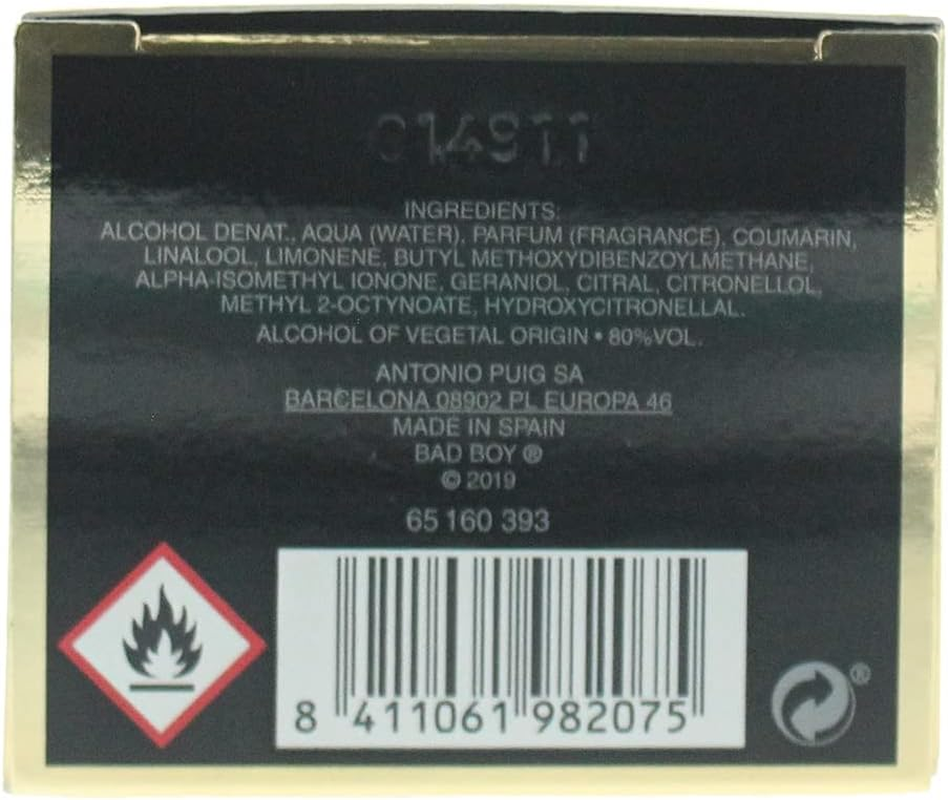 INGREDIENTS:
ALCOHOL DENAT., AQUA (WATER), PARFUM (FRAGRANCE), COUMARIN,
LINALOOL, LIMONENE, BUTYL METHOXYDIBENZOYLMETHANE,
ALPHA-ISOMETHYL IONONE, GERANIOL, CITRAL, CITRONELLOL,
METHYL 2-OCTYNOATE, HYDROXYCITRONELLAL.
ALCOHOL OF VEGETAL ORIGIN • 80%VOL.
ANTONIO PUIG SA
BARCELONA 08902 PL EUROPA 46
MADE IN SPAIN
BAD BOY ®
© 2019
65 160 393
8 411061 982075
®